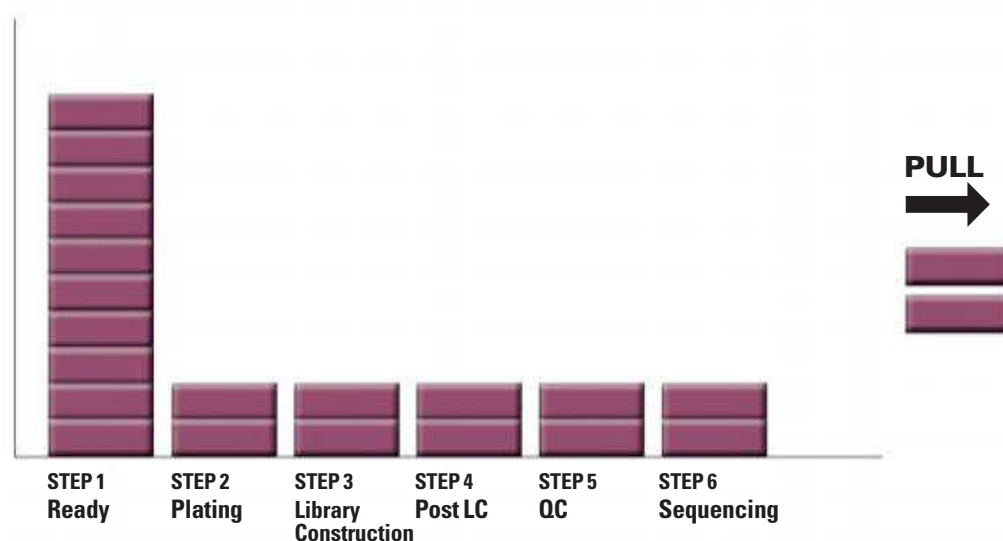 PULL
STEP 1
Ready
STEP 2
Plating
STEP 3
Library
Construction
STEP 4
Post LC
STEP 5
QC
STEP 6
Sequencing